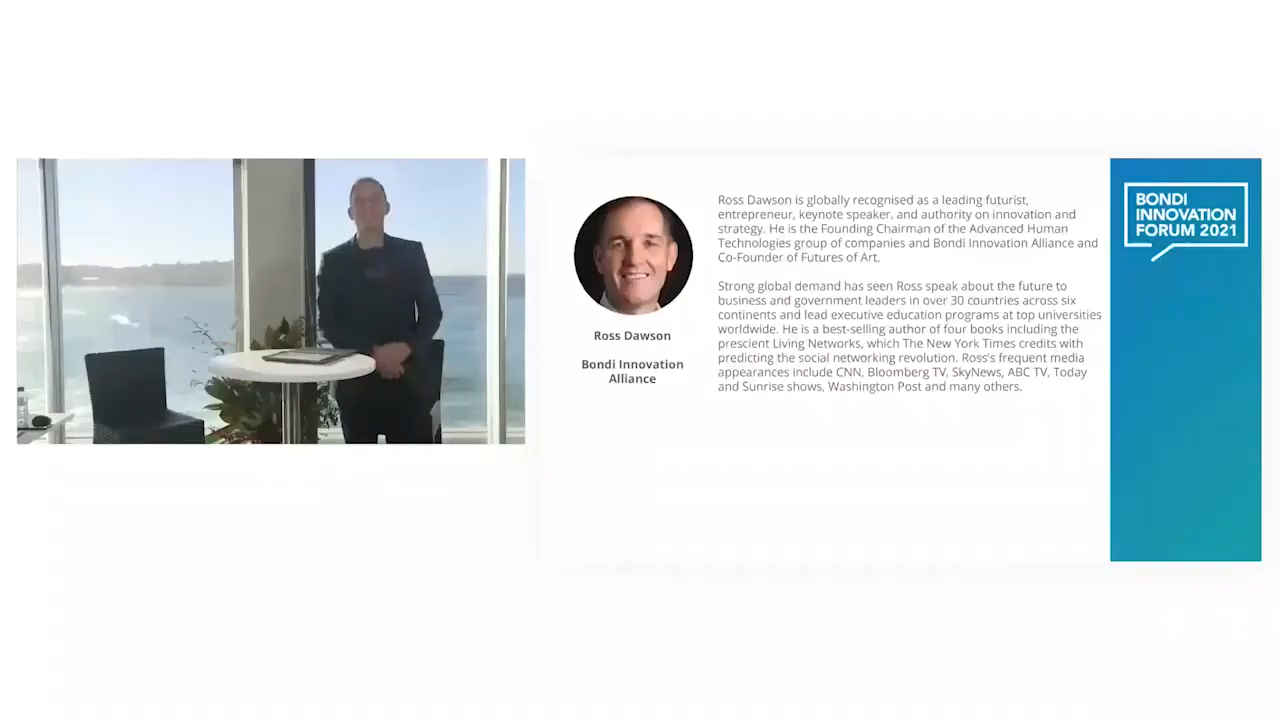 Ross Dawson
Bondi Innovation
Alliance
Ross Dawson is globally recognised as a leading futurist,
entrepreneur, keynote speaker, and authority on innovation and
strategy. He is the Founding Chairman of the Advanced Human
Technologies group of companies and Bondi Innovation Alliance and
Co-Founder of Futures of Art.
Strong global demand has seen Ross speak about the future to
business and government leaders in over 30 countries across six
continents and lead executive education programs at top universities
worldwide. He is a best-selling author of four books including the
prescient Living Networks, which The New York Times credits with
predicting the social networking revolution. Ross's frequent media
appearances include CNN, Bloomberg TV, SkyNews, ABC TV, Today
and Sunrise shows, Washington Post and many others.
BONDI
INNOVATION
FORUM 2021